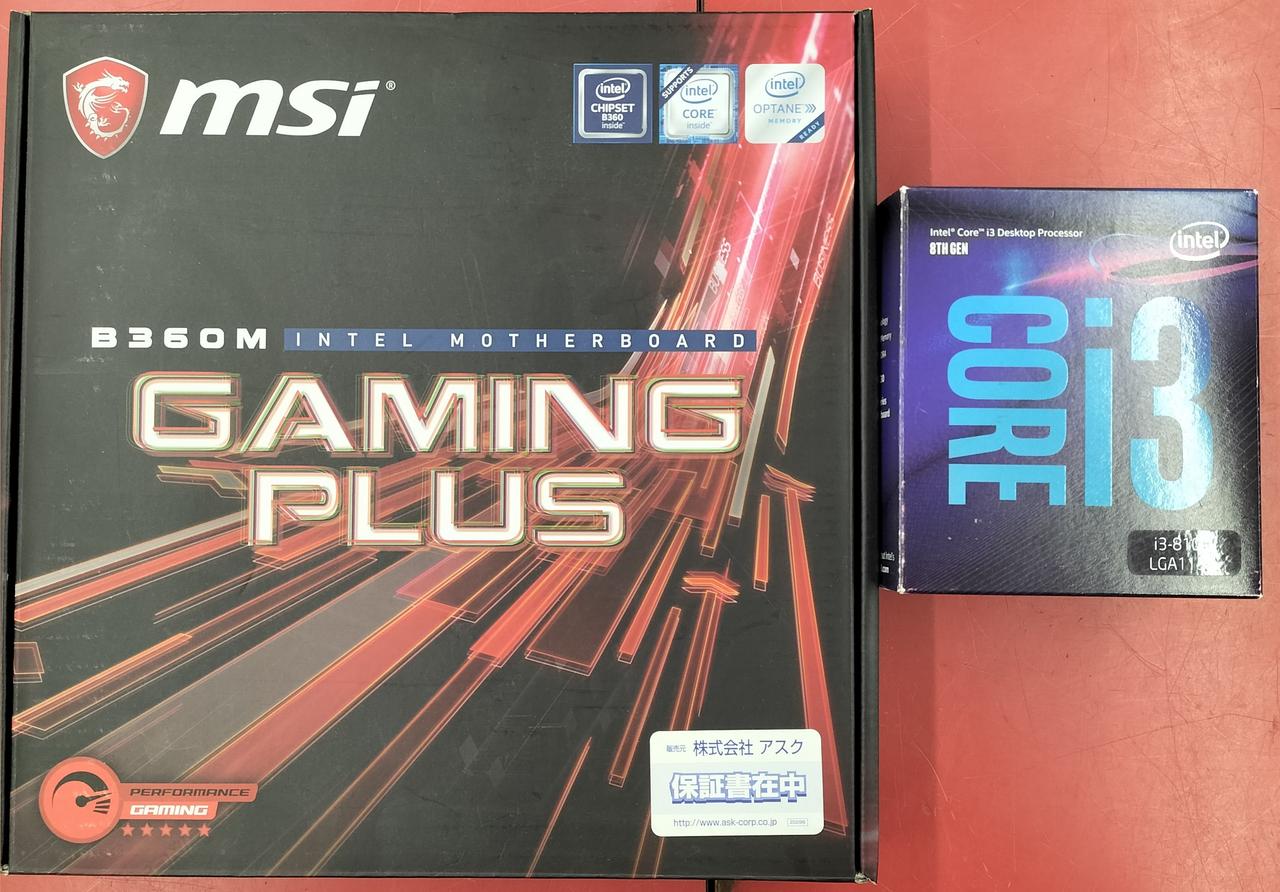 msi®
intel
CHIPSET
B360
inside™
SUPPORTS
intel
CORE
inside™
intel
OPTANE
MEMORY
READY
B360M INTEL MOTHERBOARD
GAMING
PLUS
PERFORMANCE
GAMING
販売元 株式会社 アスク
保証書在中
http://www.ask-corp.co.jp
Intel® Core™ i3 Desktop Processor
8TH GEN
intel
CORE
i3